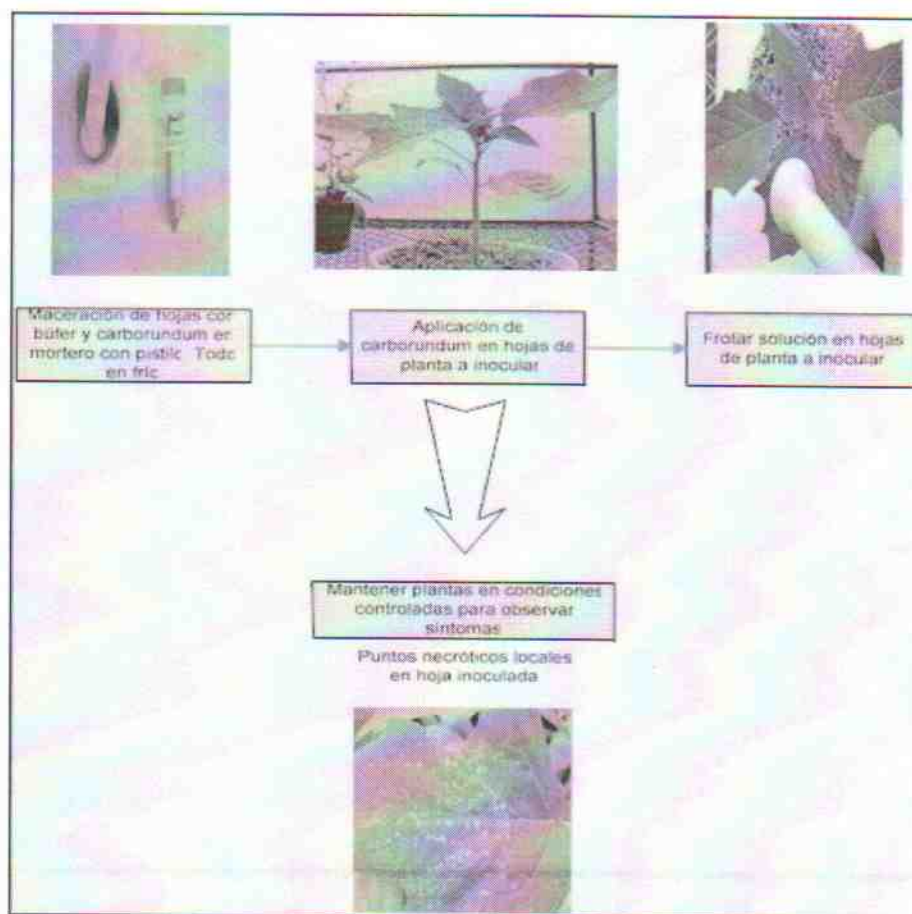 Maceración de hojas cor
búfer y carborundum er
mortero con pistilc Todc
en fric
Aplicación de
carborundum en hojas de
planta a inocular
Frotar solución en hojas
de planta a inocular
Mantener plantas en condiciones
controladas para observar
síntomas
Puntos necróticos locales
en hoja inoculada